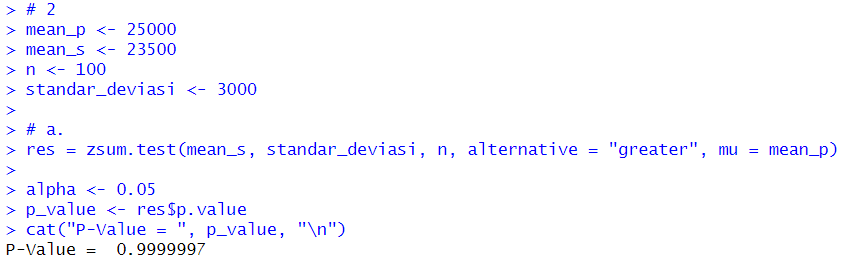 > # 2
> mean_p <- 25000
> mean_s <- 23500
> n <- 100
> standar_deviasi <- 3000
>
> # a.
> res = zsum.test(mean_s, standar_deviasi, n, alternative = "greater", mu = mean_p)
>
> alpha <- 0.05
> p_value <- res$p.value
> cat("P-Value = ", p_value, "\n")
P-Value =  0.9999997